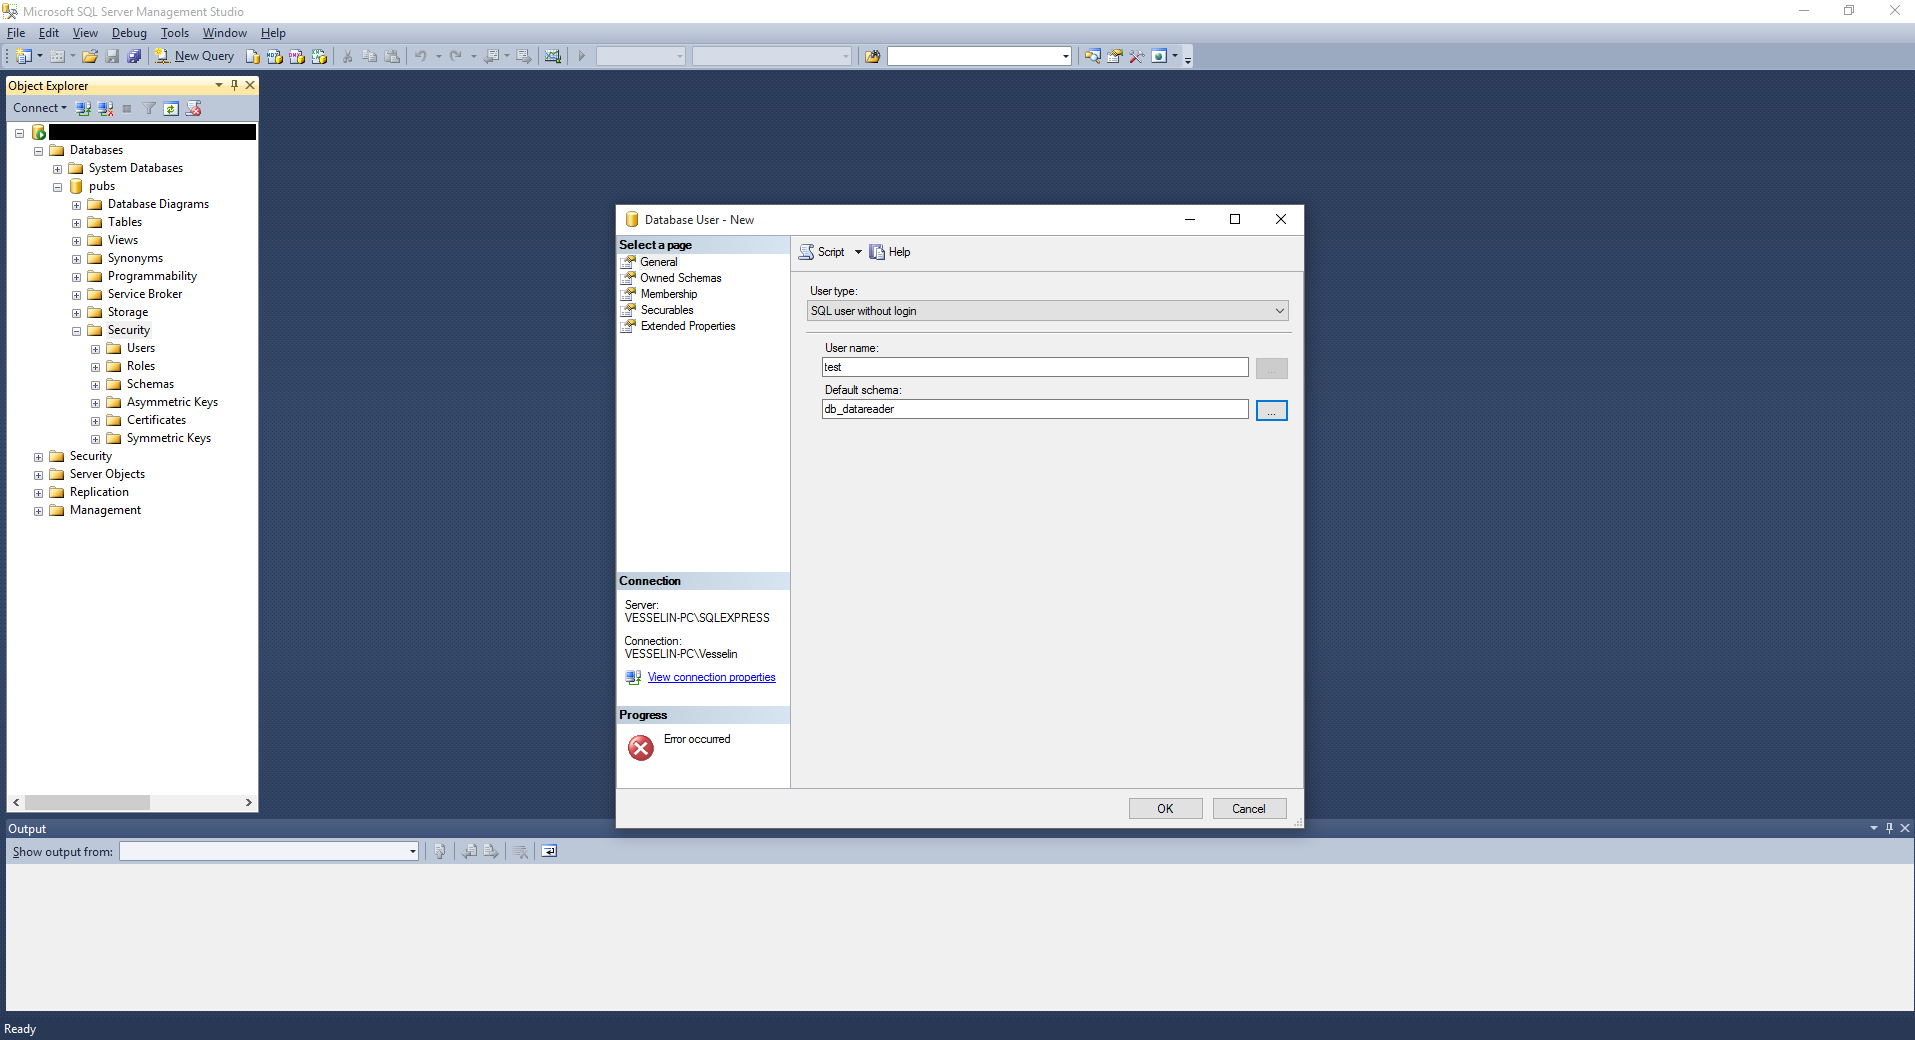 Microsoft SQL Server Management Studio
File Edit View Debug Tools Window Help
New Query
Object Explorer
Connect
Databases
System Databases
pubs
Database Diagrams
Tables
Views
Synonyms
Programmability
Service Broker
Storage
Security
Users
Roles
Schemas
Asymmetric Keys
Certificates
Symmetric Keys
Security
Server Objects
Replication
Management
Database User - New
Select a page
General
Owned Schemas
Membership
Securables
Extended Properties
Connection
Server:
VESSELIN-PC\SQLEXPRESS
Connection:
VESSELIN-PC\Vesselin
View connection properties
Progress
Error occurred
Script Help
User type:
SQL user without login
User name:
test
...
Default schema:
db_datareader
...
OK Cancel
Output
Show output from:
Ready